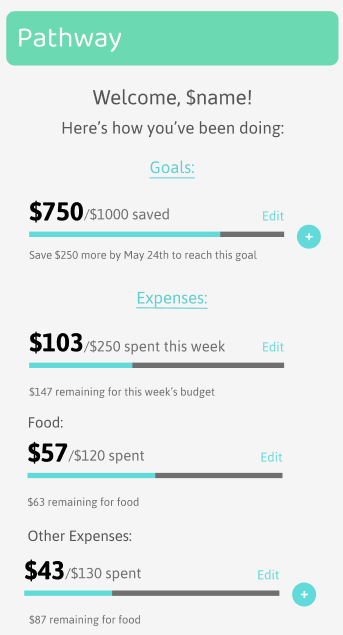 Pathway
Welcome, $name!
Here's how you've been doing:
Goals:
$750/$1000 saved Edit
+
Save $250 more by May 24th to reach this goal
Expenses:
$103/$250 spent this week Edit
$147 remaining for this week's budget
Food:
$57/$120 spent Edit
$63 remaining for food
Other Expenses:
$43/$130 spent Edit
+
$87 remaining for food